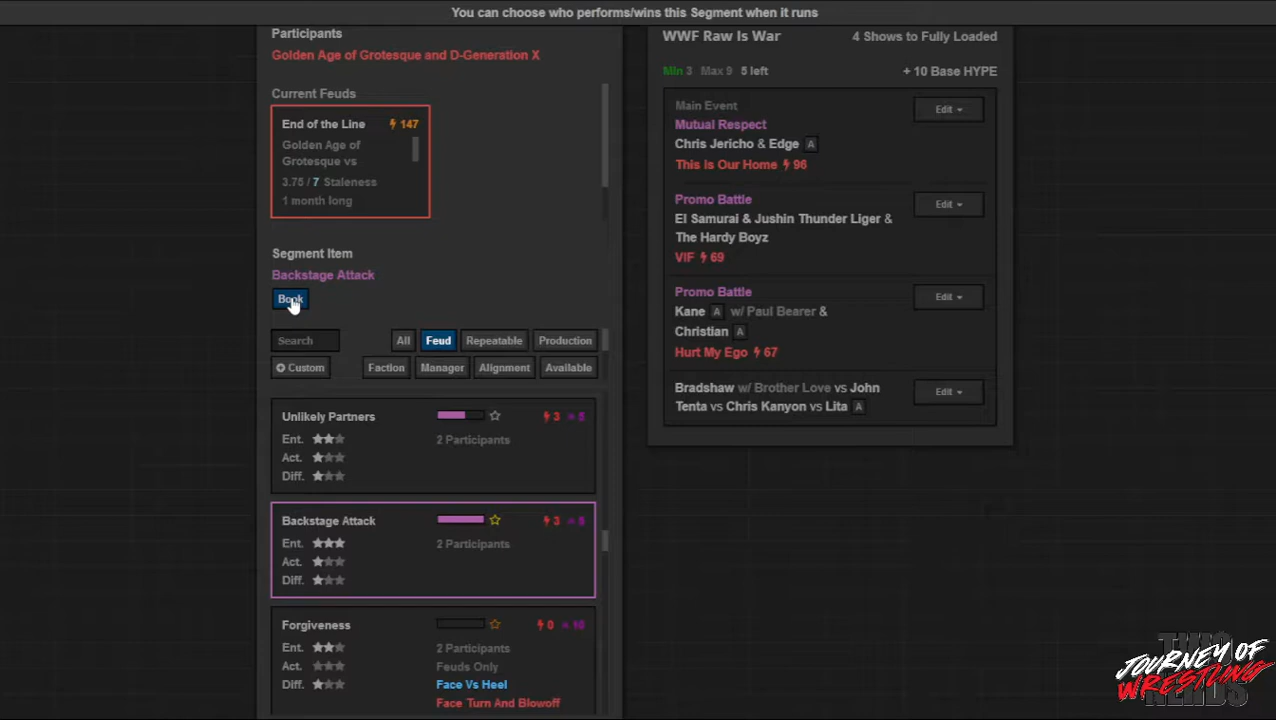 You can choose who performs/wins this Segment when it runs
Participants
Golden Age of Grotesque and D-Generation X
Current Feuds
End of the Line 147
Golden Age of
Grotesque vs
3.75 / 7 Staleness
1 month long
Segment Item
Backstage Attack
Book
Search All Feud Repeatable Production
Custom Faction Manager Alignment Available
Unlikely Partners 3 5
Ent. 2 Participants
Act.
Diff.
Backstage Attack 3 5
Ent. 2 Participants
Act.
Diff.
Forgiveness 0 10
Ent. 2 Participants
Act. Feuds Only
Diff. Face Vs Heel
Face Turn And Blowoff
WWF Raw Is War 4 Shows to Fully Loaded
Min 3 Max 9 5 left + 10 Base HYPE
Main Event Edit
Mutual Respect
Chris Jericho & Edge A
This Is Our Home 96
Promo Battle Edit
El Samurai & Jushin Thunder Liger &
The Hardy Boyz
VIF 69
Promo Battle Edit
Kane A w/ Paul Bearer &
Christian A
Hurt My Ego 67
Bradshaw w/ Brother Love vs John Edit
Tenta vs Chris Kanyon vs Lita A
JOURNEY OF
WRESTLING